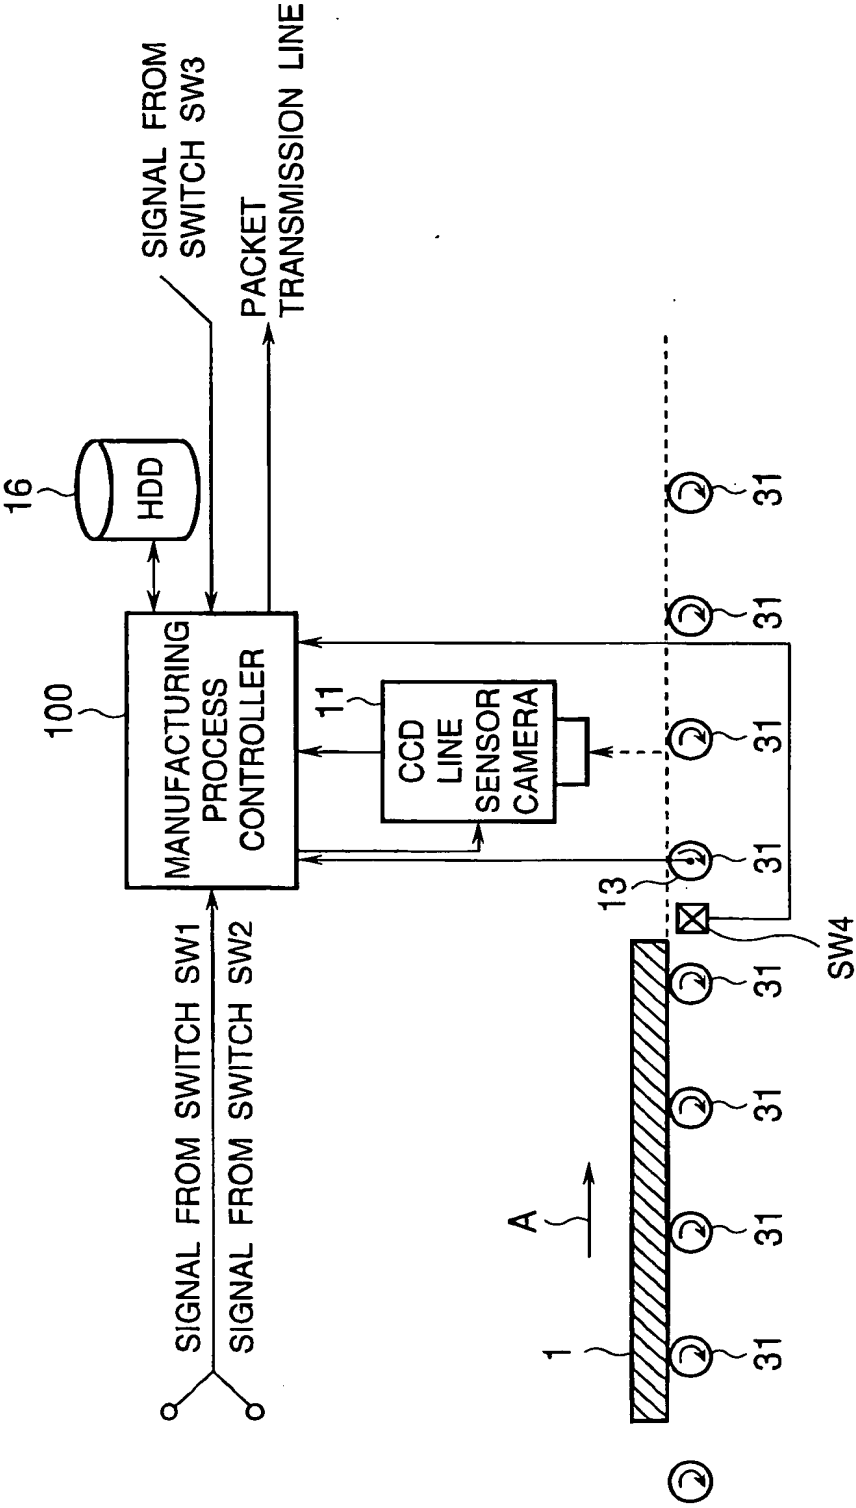 SIGNAL FROM SWITCH SW1
SIGNAL FROM SWITCH SW2
100
MANUFACTURING
PROCESS
CONTROLLER
16
HDD
SIGNAL FROM
SWITCH SW3
PACKET
TRANSMISSION LINE
11
CCD
LINE
SENSOR
CAMERA
A
1
13
31
31
31
31
SW4
31
31
31
31